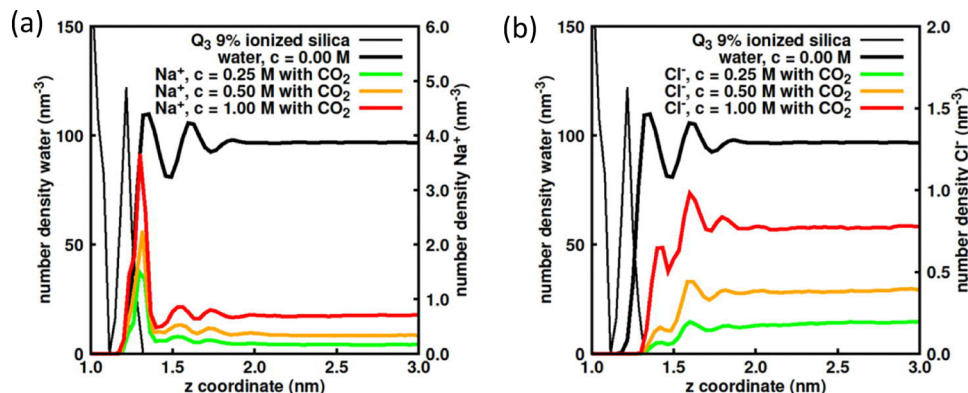 (a)
150
100
50
0
number density water (nm⁻³)
Q₃ 9% ionized silica
water, c = 0.00 M
Na⁺, c = 0.25 M with CO₂
Na⁺, c = 0.50 M with CO₂
Na⁺, c = 1.00 M with CO₂
6.0
5.0
4.0
3.0
2.0
1.0
0.0
number density Na⁺ (nm⁻³)
1.0 1.5 2.0 2.5 3.0
z coordinate (nm)
(b)
150
100
50
0
number density water (nm⁻³)
Q₃ 9% ionized silica
water, c = 0.00 M
Cl⁻, c = 0.25 M with CO₂
Cl⁻, c = 0.50 M with CO₂
Cl⁻, c = 1.00 M with CO₂
2.0
1.5
1.0
0.5
0.0
number density Cl⁻ (nm⁻³)
1.0 1.5 2.0 2.5 3.0
z coordinate (nm)